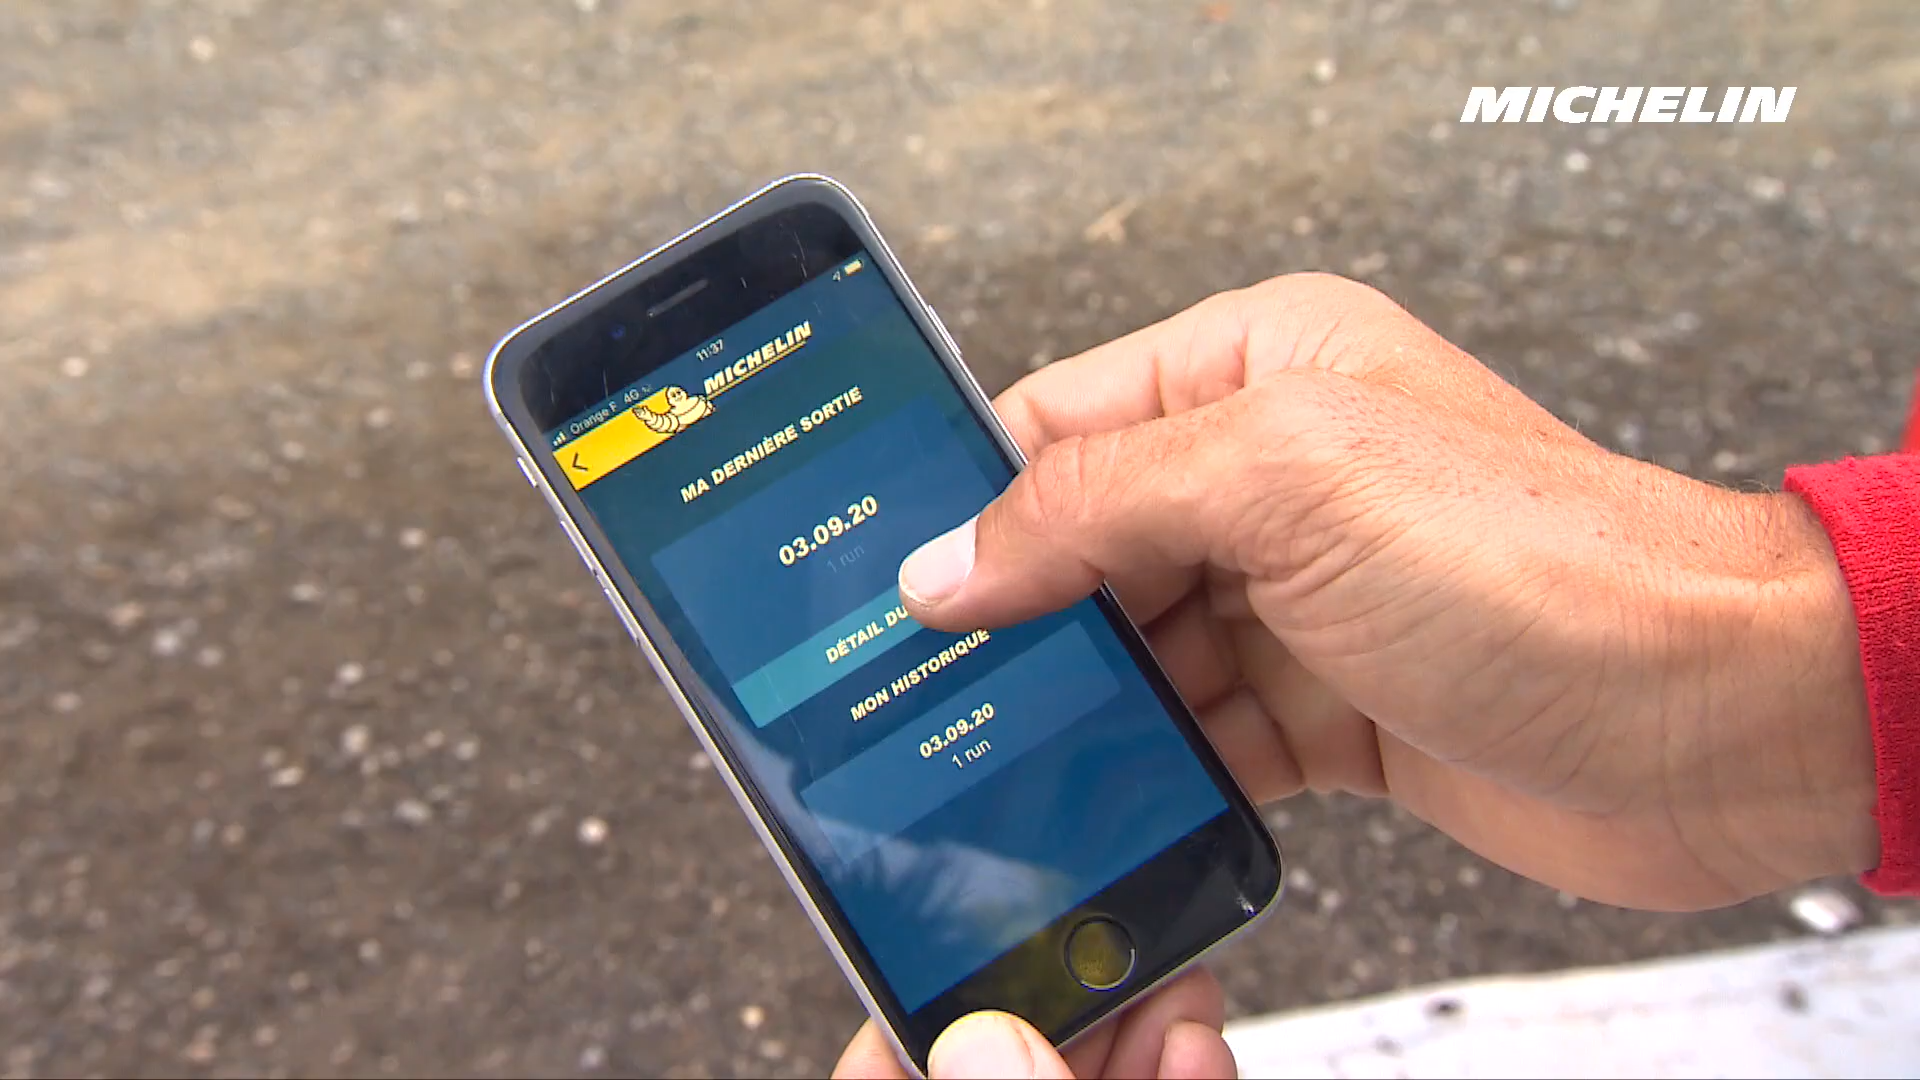 MICHELIN
Orange F 4G
11:37
MICHELIN
MA DERNIÈRE SORTIE
03.09.20
1 run
DÉTAIL DU
MON HISTORIQUE
03.09.20
1 run